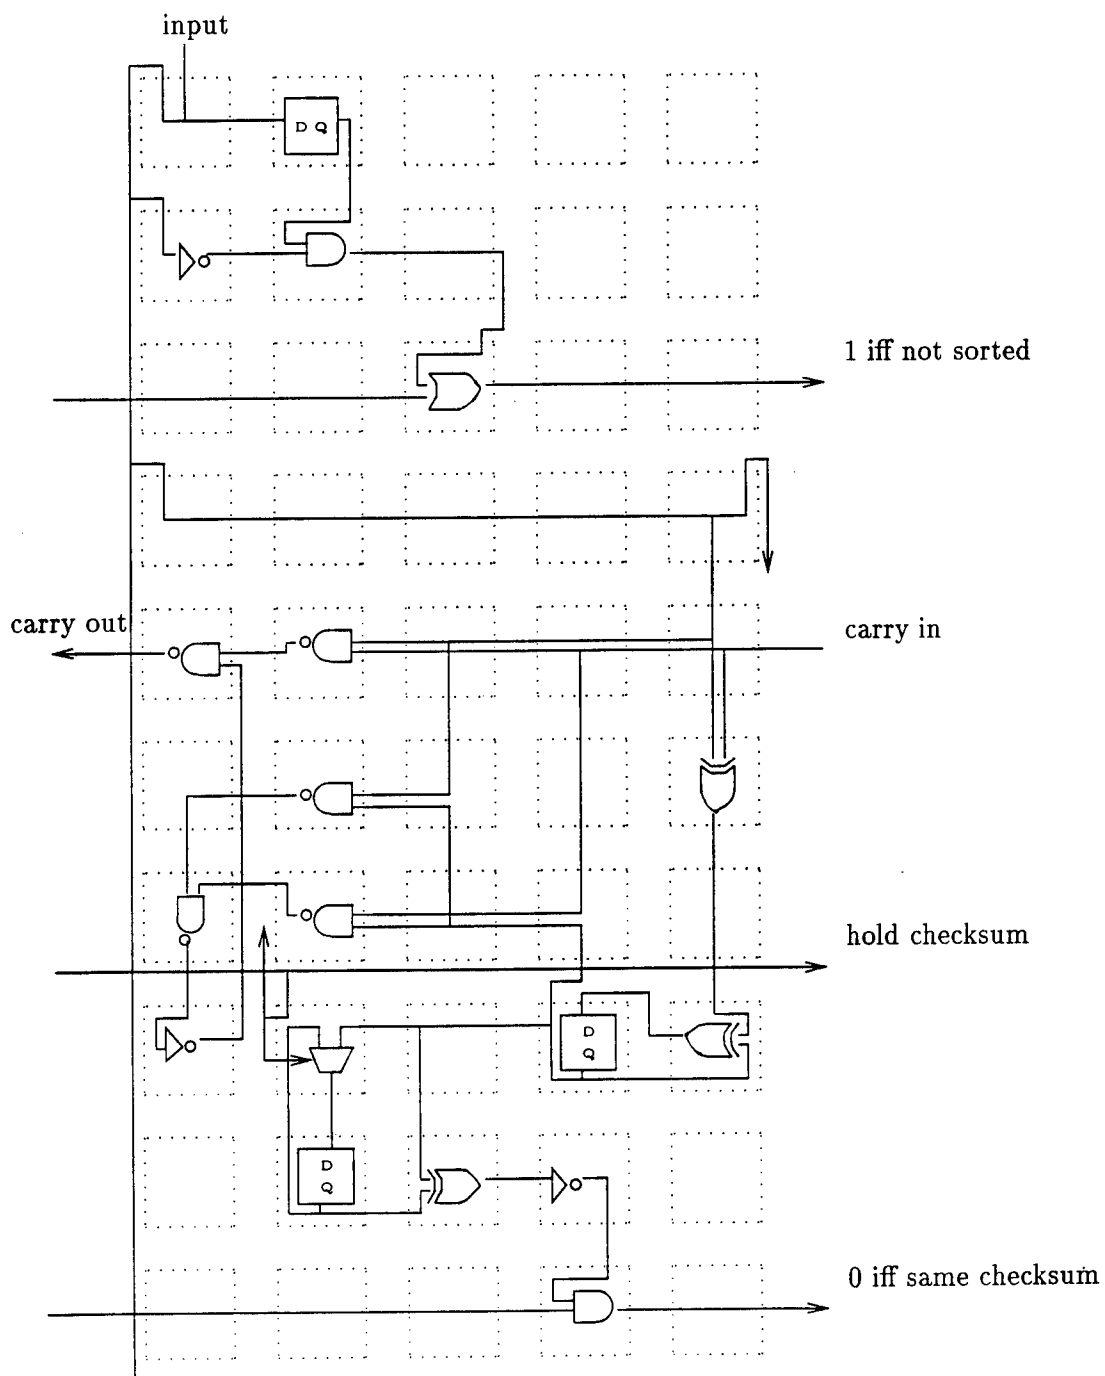 input
D Q
1 iff not sorted
carry out
carry in
hold checksum
D
Q
D
Q
0 iff same checksum